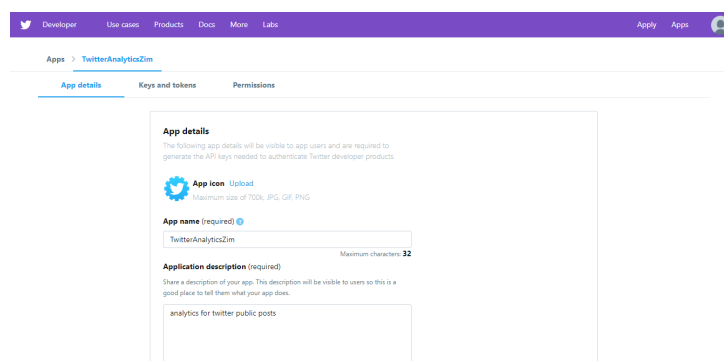 Developer Use cases Products Docs More Labs Apply Apps
Apps > TwitterAnalyticsZim
App details Keys and tokens Permissions
App details
The following app details will be visible to app users and are required to
generate the API keys needed to authenticate Twitter developer products.
App icon Upload
Maximum size of 700k. JPG, GIF, PNG
App name (required) ?
TwitterAnalyticsZim
Maximum characters: 32
Application description (required)
Share a description of your app. This description will be visible to users so this is a
good place to tell them what your app does.
analytics for twitter public posts